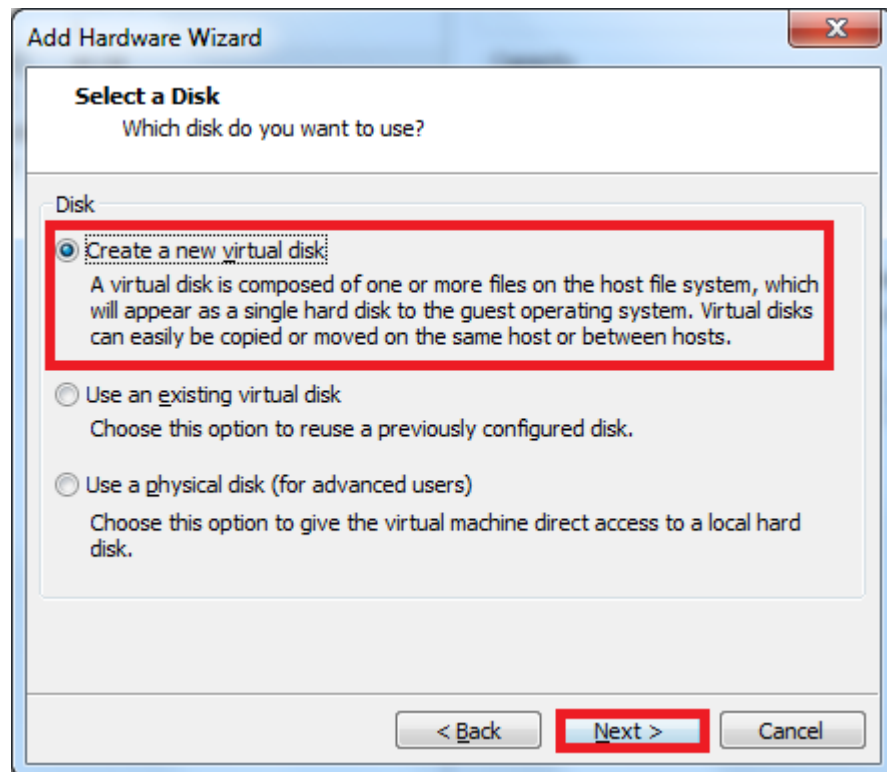 Add Hardware Wizard
Select a Disk
Which disk do you want to use?
Disk
Create a new virtual disk
A virtual disk is composed of one or more files on the host file system, which
will appear as a single hard disk to the guest operating system. Virtual disks
can easily be copied or moved on the same host or between hosts.
Use an existing virtual disk
Choose this option to reuse a previously configured disk.
Use a physical disk (for advanced users)
Choose this option to give the virtual machine direct access to a local hard
disk.
< Back Next > Cancel